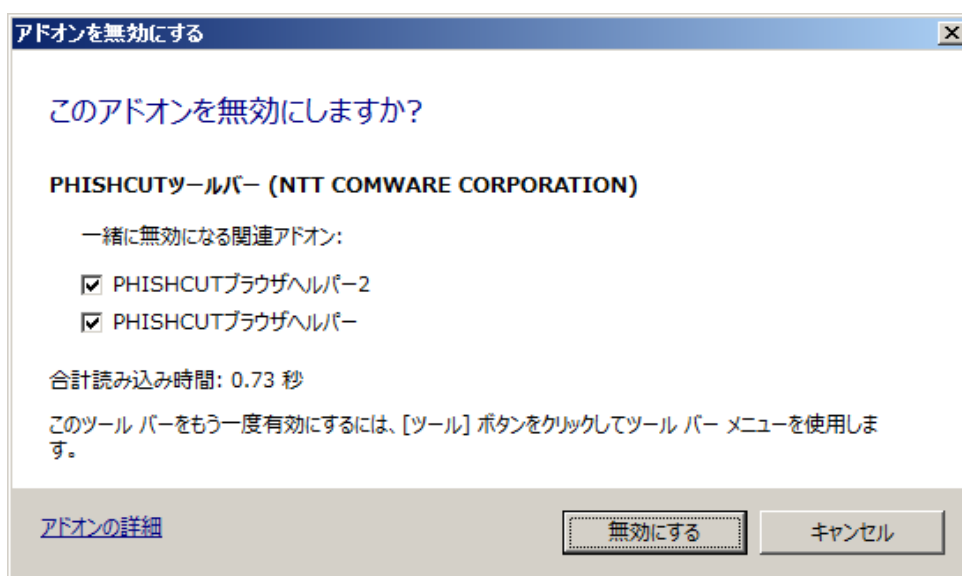 アドオンを無効にする
このアドオンを無効にしますか?
PHISHCUTツールバー (NTT COMWARE CORPORATION)
一緒に無効になる関連アドオン:
PHISHCUTブラウザヘルパー2
PHISHCUTブラウザヘルパー
合計読み込み時間: 0.73 秒
このツール バーをもう一度有効にするには、[ツール] ボタンをクリックしてツール バー メニューを使用しま
す。
アドオンの詳細
無効にする
キャンセル